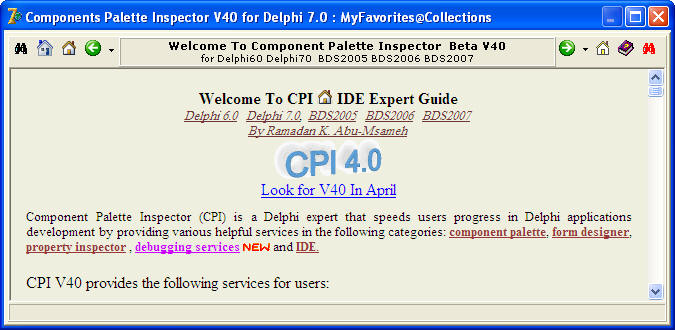 Components Palette Inspector V40 for Delphi 7.0 : MyFavorites@Collections
Welcome To Component Palette Inspector Beta V40
for Delphi60 Delphi70 BDS2005 BDS2006 BDS2007
Welcome To CPI IDE Expert Guide
Delphi 6.0 Delphi 7.0, BDS2005 BDS2006 BDS2007
By Ramadan K. Abu-Msameh
CPI 4.0
Look for V40 In April
Component Palette Inspector (CPI) is a Delphi expert that speeds users progress in Delphi applications
development by providing various helpful services in the following categories: component palette, form designer,
property inspector , debugging services NEW and IDE.
CPI V40 provides the following services for users: